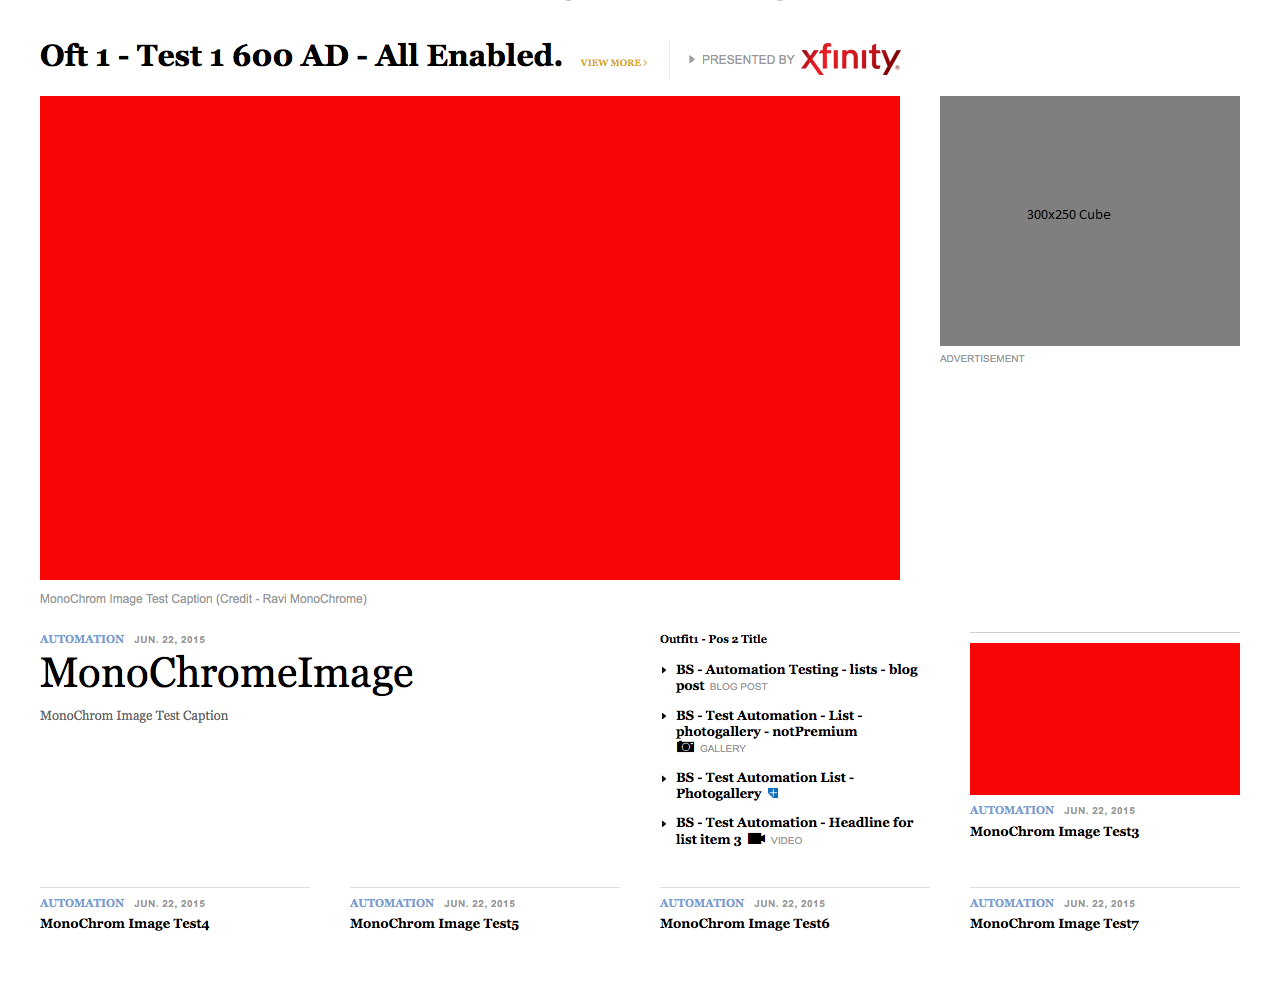 Oft 1 - Test 1 600 AD - All Enabled. VIEW MORE › PRESENTED BY xfinity®
300x250 Cube
ADVERTISEMENT
MonoChrom Image Test Caption (Credit - Ravi MonoChrome)
AUTOMATION JUN. 22, 2015
MonoChromeImage
MonoChrom Image Test Caption
Outfit1 - Pos 2 Title
BS - Automation Testing - lists - blog
post BLOG POST
BS - Test Automation - List -
photogallery - notPremium
GALLERY
BS - Test Automation List -
Photogallery
BS - Test Automation - Headline for
list item 3 VIDEO
AUTOMATION JUN. 22, 2015
MonoChrom Image Test3
AUTOMATION JUN. 22, 2015
MonoChrom Image Test4
AUTOMATION JUN. 22, 2015
MonoChrom Image Test5
AUTOMATION JUN. 22, 2015
MonoChrom Image Test6
AUTOMATION JUN. 22, 2015
MonoChrom Image Test7